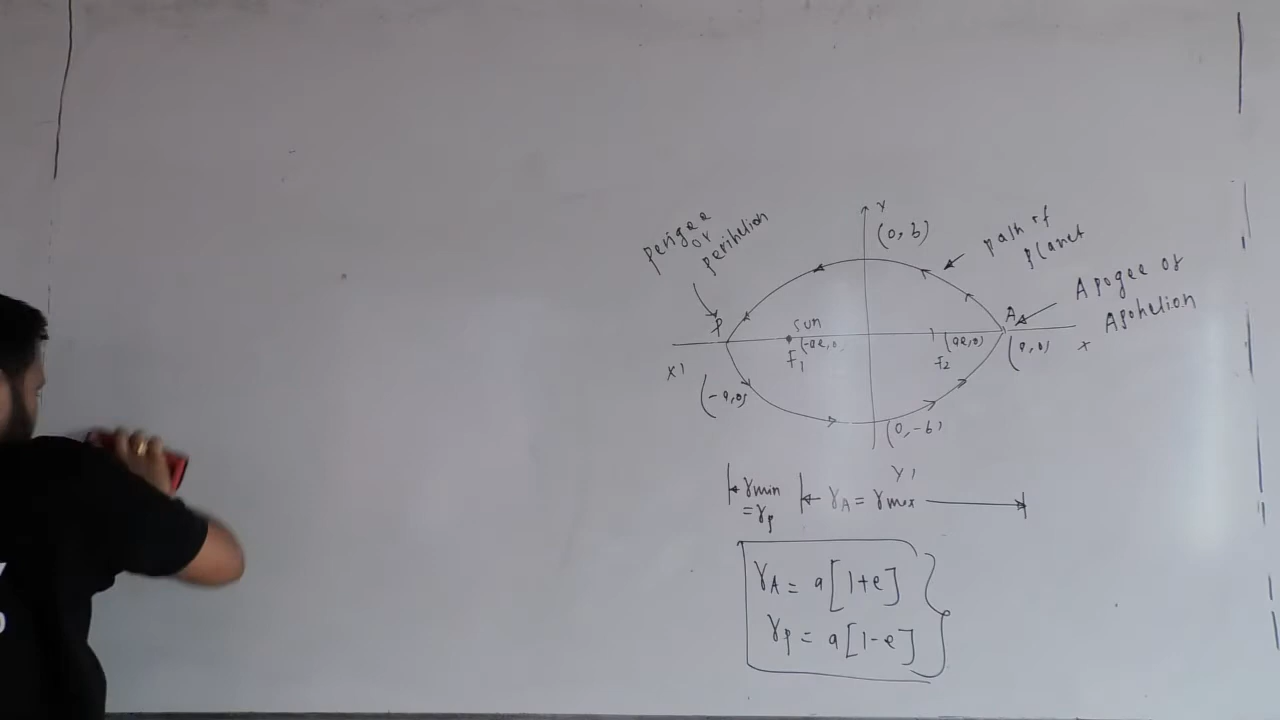 perigee
or
perihelion
Y
(0, b)
path of
planet
Apogee or
Apohelion
P
sun
A
(-ae, 0
(ae, 0)
(a, 0)
F1
F2
X
X'
(-a, 0)
(0, -b)
Y'
rmin
= rp
rA = rmax
rA = a[1+e]
rp = a[1-e]